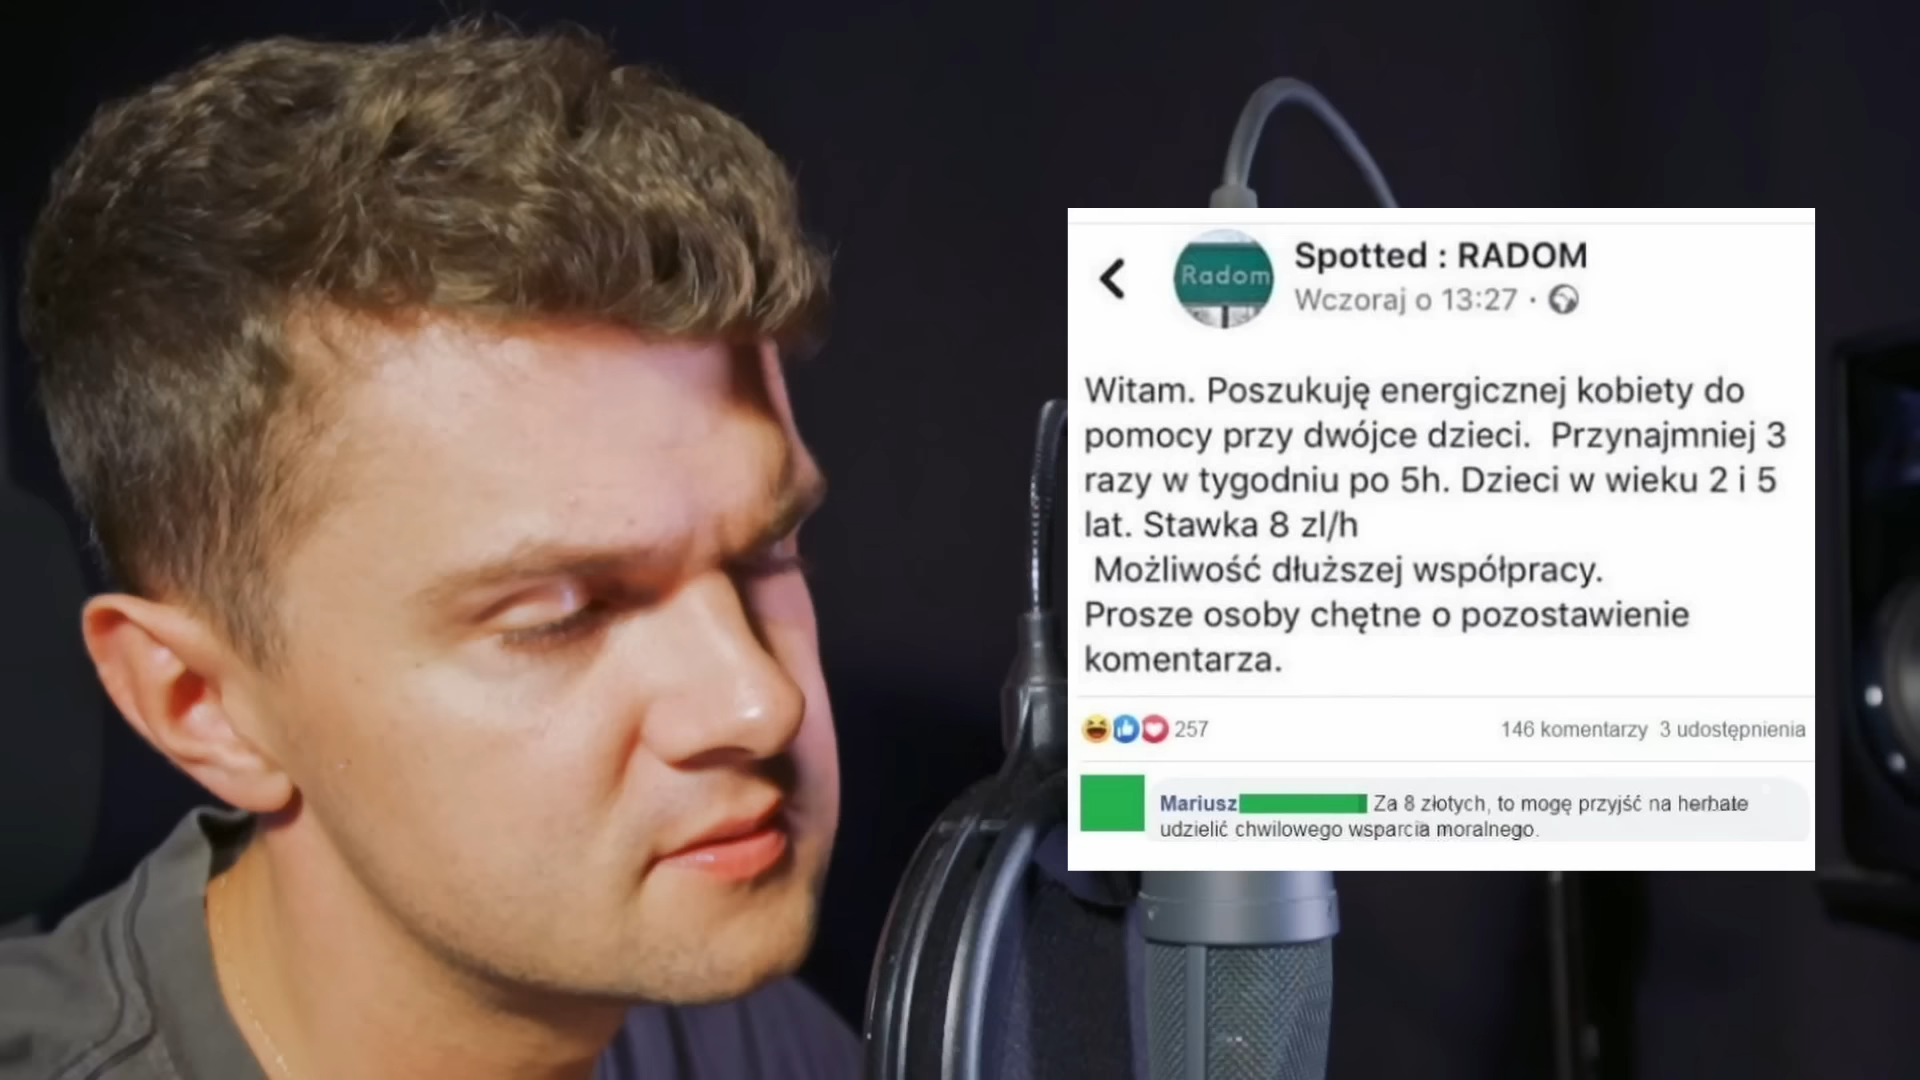 Radom
Spotted : RADOM
Wczoraj o 13:27 ·
Witam. Poszukuję energicznej kobiety do
pomocy przy dwójce dzieci.  Przynajmniej 3
razy w tygodniu po 5h. Dzieci w wieku 2 i 5
lat. Stawka 8 zl/h
Możliwość dłuższej współpracy.
Prosze osoby chętne o pozostawienie
komentarza.
257
146 komentarzy 3 udostępnienia
Mariusz Za 8 złotych, to mogę przyjść na herbate
udzielić chwilowego wsparcia moralnego.